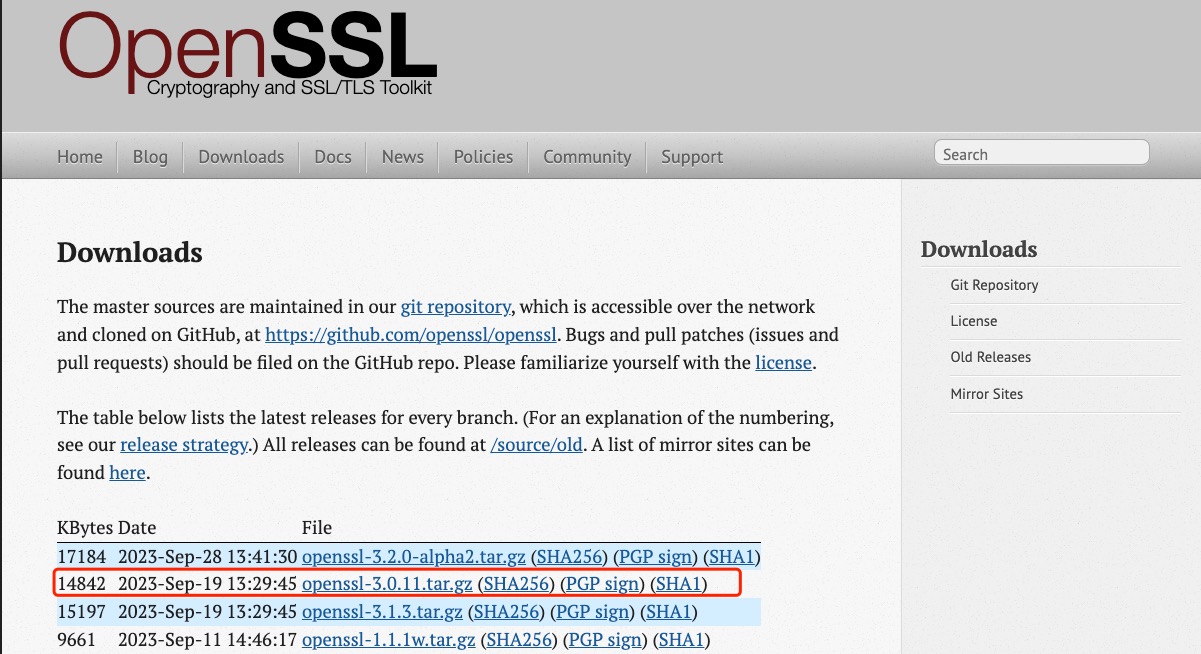 OpenSSL
Cryptography and SSL/TLS Toolkit
Home Blog Downloads Docs News Policies Community Support Search
Downloads
The master sources are maintained in our git repository, which is accessible over the network
and cloned on GitHub, at https://github.com/openssl/openssl. Bugs and pull patches (issues and
pull requests) should be filed on the GitHub repo. Please familiarize yourself with the license.
The table below lists the latest releases for every branch. (For an explanation of the numbering,
see our release strategy.) All releases can be found at /source/old. A list of mirror sites can be
found here.
KBytes Date File
17184 2023-Sep-28 13:41:30 openssl-3.2.0-alpha2.tar.gz (SHA256) (PGP sign) (SHA1)
14842 2023-Sep-19 13:29:45 openssl-3.0.11.tar.gz (SHA256) (PGP sign) (SHA1)
15197 2023-Sep-19 13:29:45 openssl-3.1.3.tar.gz (SHA256) (PGP sign) (SHA1)
9661 2023-Sep-11 14:46:17 openssl-1.1.1w.tar.gz (SHA256) (PGP sign) (SHA1)
Downloads
Git Repository
License
Old Releases
Mirror Sites